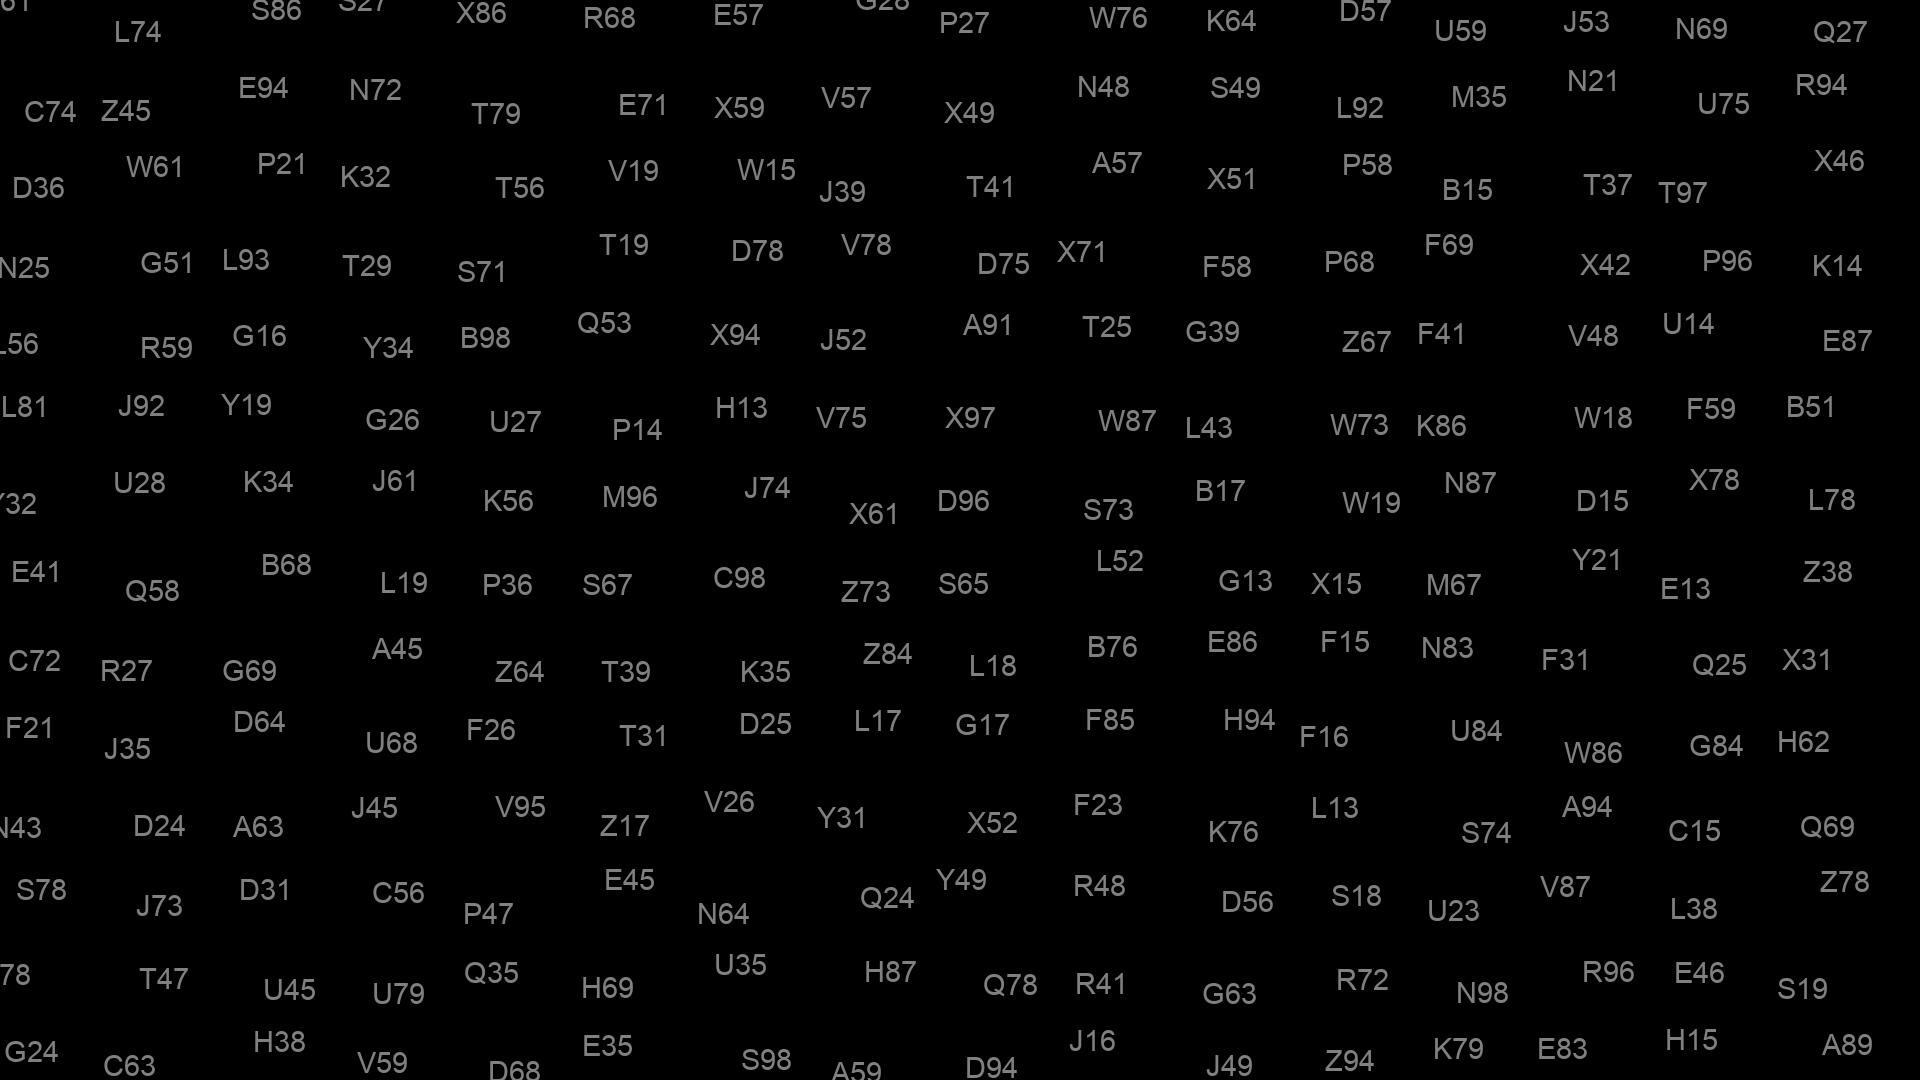 L74 S86 S27 X86 R68 E57 G28 P27 W76 K64 D57 U59 J53 N69 Q27
C74 Z45 E94 N72 T79 E71 X59 V57 X49 N48 S49 L92 M35 N21 U75 R94
D36 W61 P21 K32 T56 V19 W15 J39 T41 A57 X51 P58 B15 T37 T97 X46
N25 G51 L93 T29 S71 T19 D78 V78 D75 X71 F58 P68 F69 X42 P96 K14
L56 R59 G16 Y34 B98 Q53 X94 J52 A91 T25 G39 Z67 F41 V48 U14 E87
L81 J92 Y19 G26 U27 P14 H13 V75 X97 W87 L43 W73 K86 W18 F59 B51
Y32 U28 K34 J61 K56 M96 J74 X61 D96 S73 B17 W19 N87 D15 X78 L78
E41 Q58 B68 L19 P36 S67 C98 Z73 S65 L52 G13 X15 M67 Y21 E13 Z38
C72 R27 G69 A45 Z64 T39 K35 Z84 L18 B76 E86 F15 N83 F31 Q25 X31
F21 J35 D64 U68 F26 T31 D25 L17 G17 F85 H94 F16 U84 W86 G84 H62
N43 D24 A63 J45 V95 Z17 V26 Y31 X52 F23 K76 L13 S74 A94 C15 Q69
S78 J73 D31 C56 P47 E45 N64 Q24 Y49 R48 D56 S18 U23 V87 L38 Z78
78 T47 U45 U79 Q35 H69 U35 H87 Q78 R41 G63 R72 N98 R96 E46 S19
G24 C63 H38 V59 D68 E35 S98 A59 D94 J16 J49 Z94 K79 E83 H15 A89